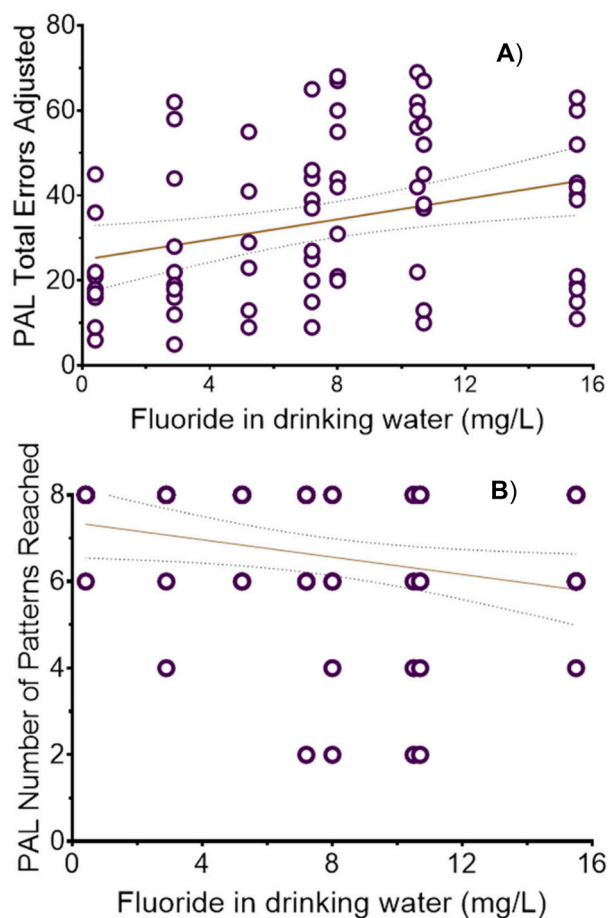 A)
PAL Total Errors Adjusted
80
60
40
20
0
0 4 8 12 16
Fluoride in drinking water (mg/L)
B)
PAL Number of Patterns Reached
8
6
4
2
0
0 4 8 12 16
Fluoride in drinking water (mg/L)